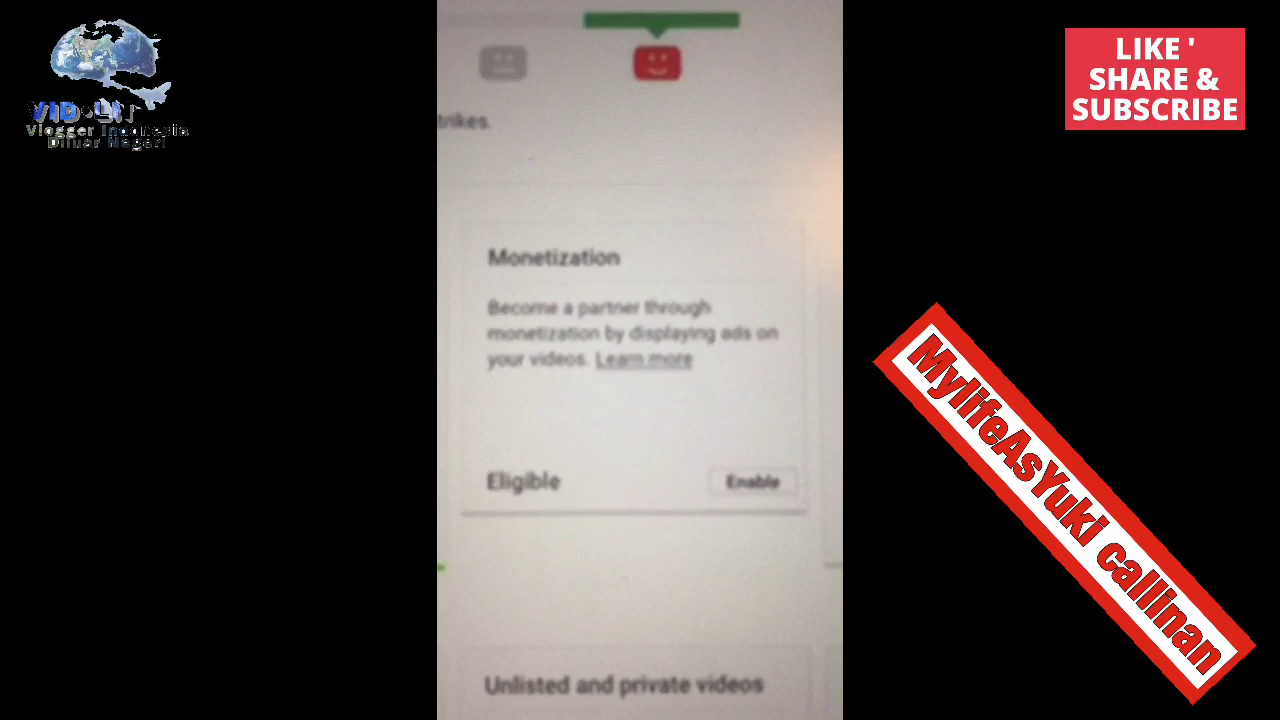 VID
Vlogger Indonesia
Diluar Negeri
LIKE '
SHARE &
SUBSCRIBE
trikes.
Monetization
Become a partner through
monetization by displaying ads on
your videos. Learn more
Eligible
Enable
Unlisted and private videos
MylifeAsYuki callinan